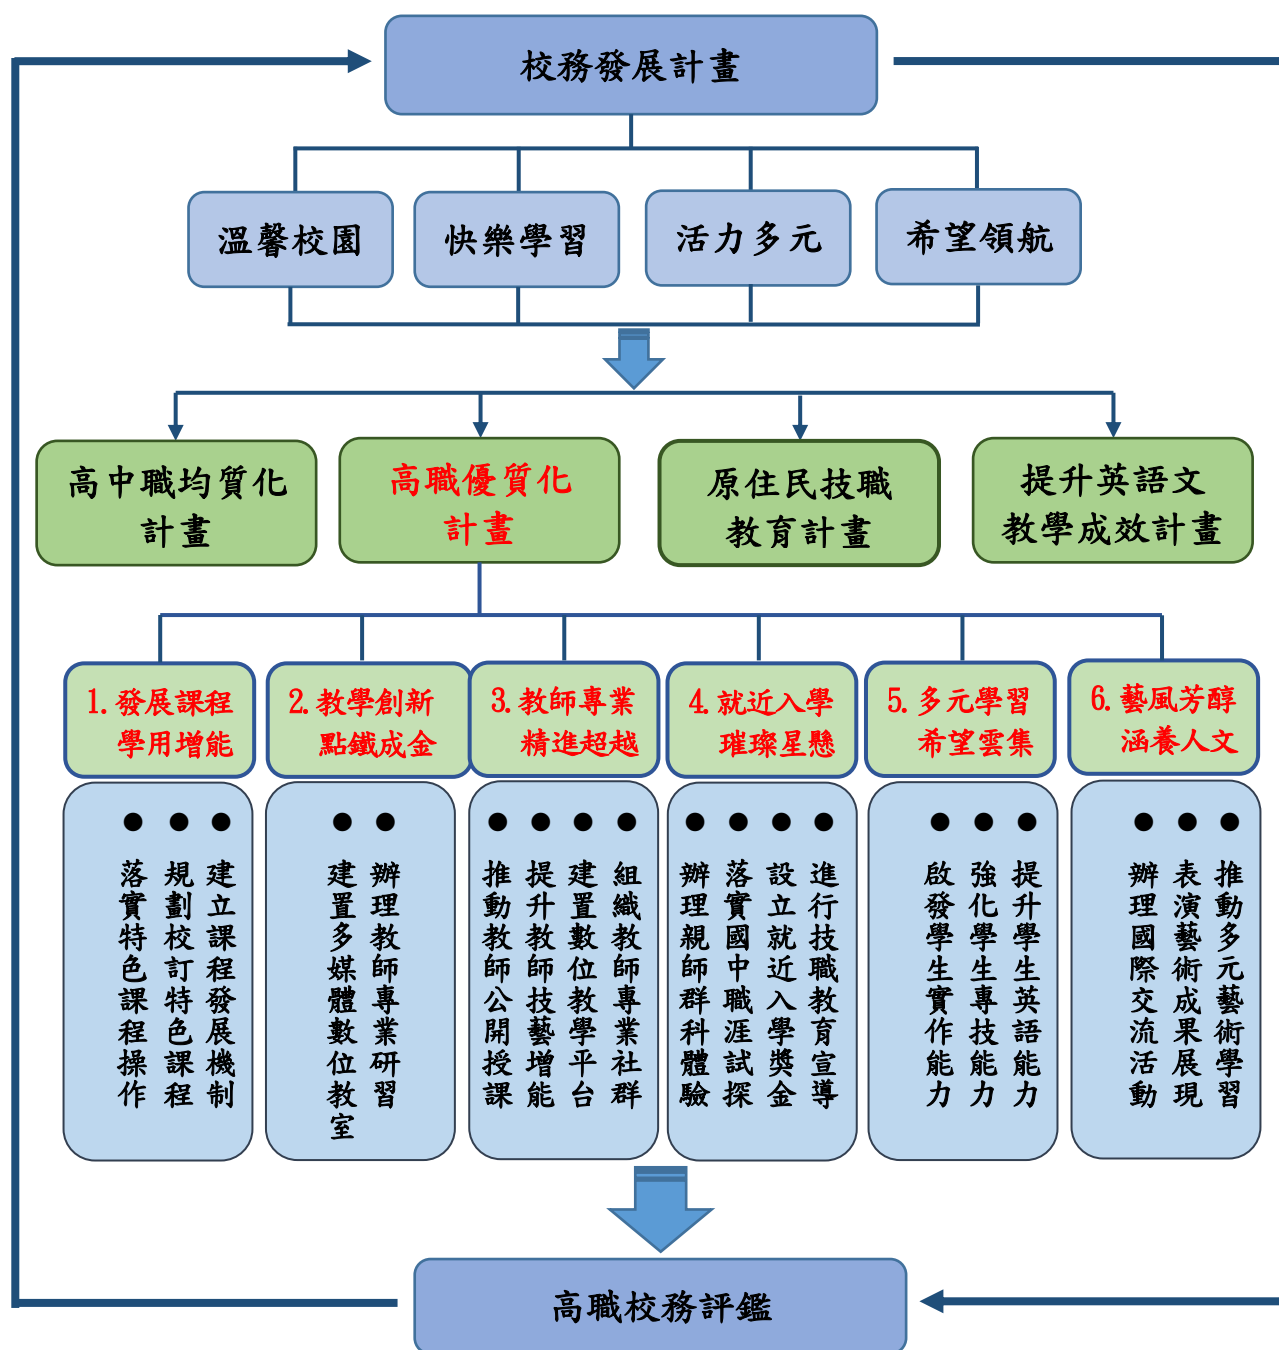 校務發展計畫
溫馨校園
快樂學習
活力多元
希望領航
高中職均質化
計畫
高職優質化
計畫
原住民技職
教育計畫
提升英語文
教學成效計畫
1.發展課程
學用增能
2.教學創新
點鐵成金
3.教師專業
精進超越
4.就近入學
璀璨星懸
5.多元學習
希望雲集
6.藝風芳醇
涵養人文
● 建立課程發展機制
● 規劃校訂特色課程
● 落實特色課程操作
● 辦理教師專業研習
● 建置多媒體數位教室
● 組織教師專業社群
● 建置數位教學平台
● 提升教師技藝增能
● 推動教師公開授課
● 進行技職教育宣導
● 設立就近入學獎金
● 落實國中職涯試探
● 辦理親師群科體驗
● 提升學生英語能力
● 強化學生專技能力
● 啟發學生實作能力
● 推動多元藝術學習
● 表演藝術成果展現
● 辦理國際交流活動
高職校務評鑑